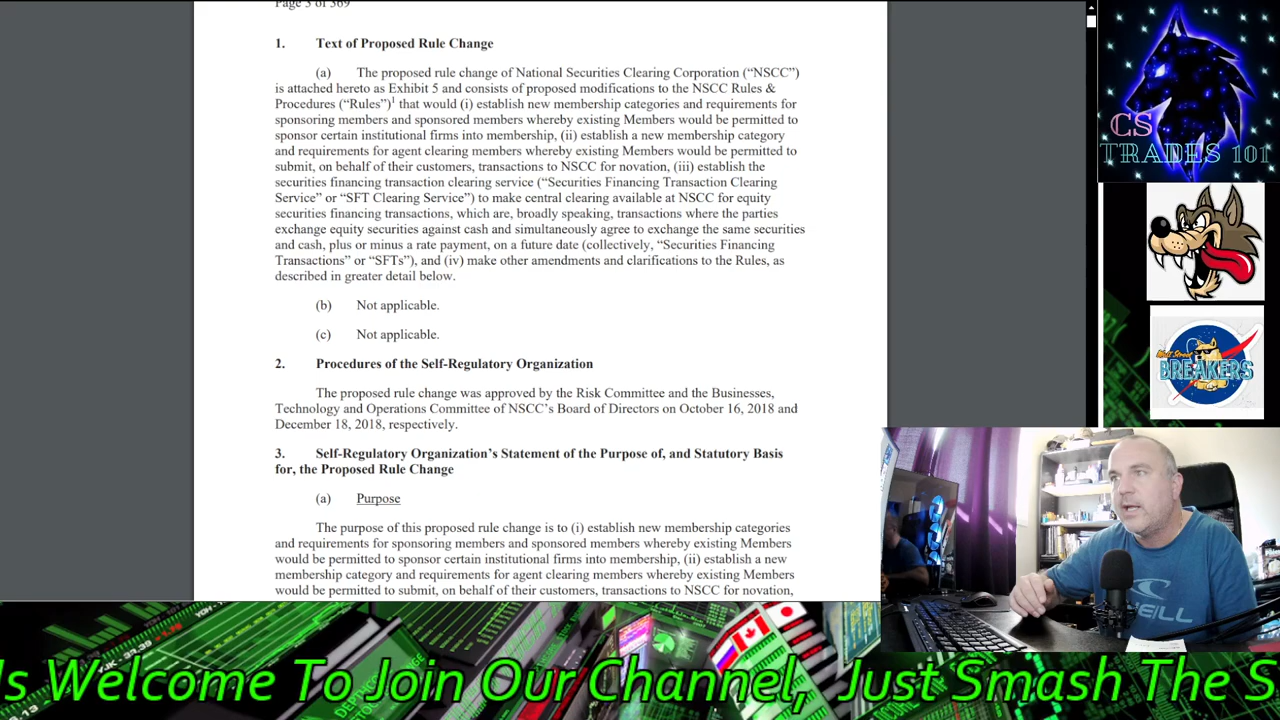 Page 3 of 369
1. Text of Proposed Rule Change
(a) The proposed rule change of National Securities Clearing Corporation (“NSCC”)
is attached hereto as Exhibit 5 and consists of proposed modifications to the NSCC Rules &
Procedures (“Rules”)1 that would (i) establish new membership categories and requirements for
sponsoring members and sponsored members whereby existing Members would be permitted to
sponsor certain institutional firms into membership, (ii) establish a new membership category
and requirements for agent clearing members whereby existing Members would be permitted to
submit, on behalf of their customers, transactions to NSCC for novation, (iii) establish the
securities financing transaction clearing service (“Securities Financing Transaction Clearing
Service” or “SFT Clearing Service”) to make central clearing available at NSCC for equity
securities financing transactions, which are, broadly speaking, transactions where the parties
exchange equity securities against cash and simultaneously agree to exchange the same securities
and cash, plus or minus a rate payment, on a future date (collectively, “Securities Financing
Transactions” or “SFTs”), and (iv) make other amendments and clarifications to the Rules, as
described in greater detail below.
(b) Not applicable.
(c) Not applicable.
2. Procedures of the Self-Regulatory Organization
The proposed rule change was approved by the Risk Committee and the Businesses,
Technology and Operations Committee of NSCC’s Board of Directors on October 16, 2018 and
December 18, 2018, respectively.
3. Self-Regulatory Organization’s Statement of the Purpose of, and Statutory Basis
for, the Proposed Rule Change
(a) Purpose
The purpose of this proposed rule change is to (i) establish new membership categories
and requirements for sponsoring members and sponsored members whereby existing Members
would be permitted to sponsor certain institutional firms into membership, (ii) establish a new
membership category and requirements for agent clearing members whereby existing Members
would be permitted to submit, on behalf of their customers, transactions to NSCC for novation,
CS
TRADES 101
Wall Street
BREAKERS
O'NEILL
Is Welcome To Join Our Channel, Just Smash The S